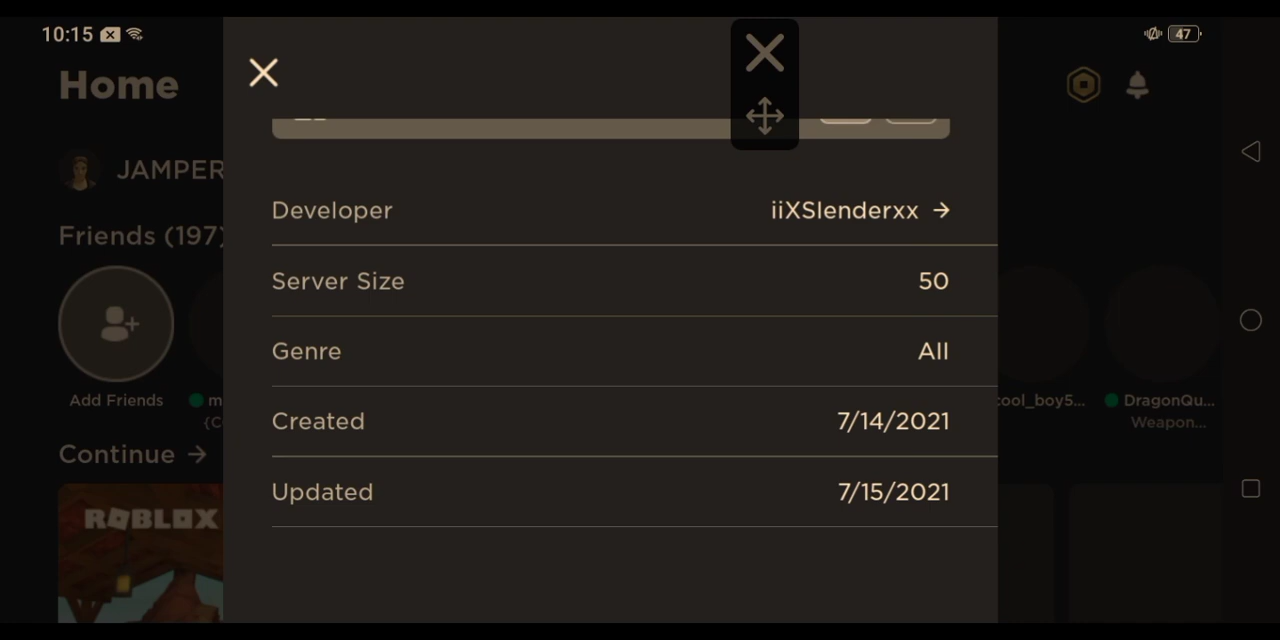 10:15
47
Home
JAMPER
Friends (197)
Developer iiXSlenderxx →
Server Size 50
Genre All
Created 7/14/2021
Updated 7/15/2021
Add Friends
m
{C
cool_boy5...
DragonQu...
Weapon...
Continue →
ROBLOX